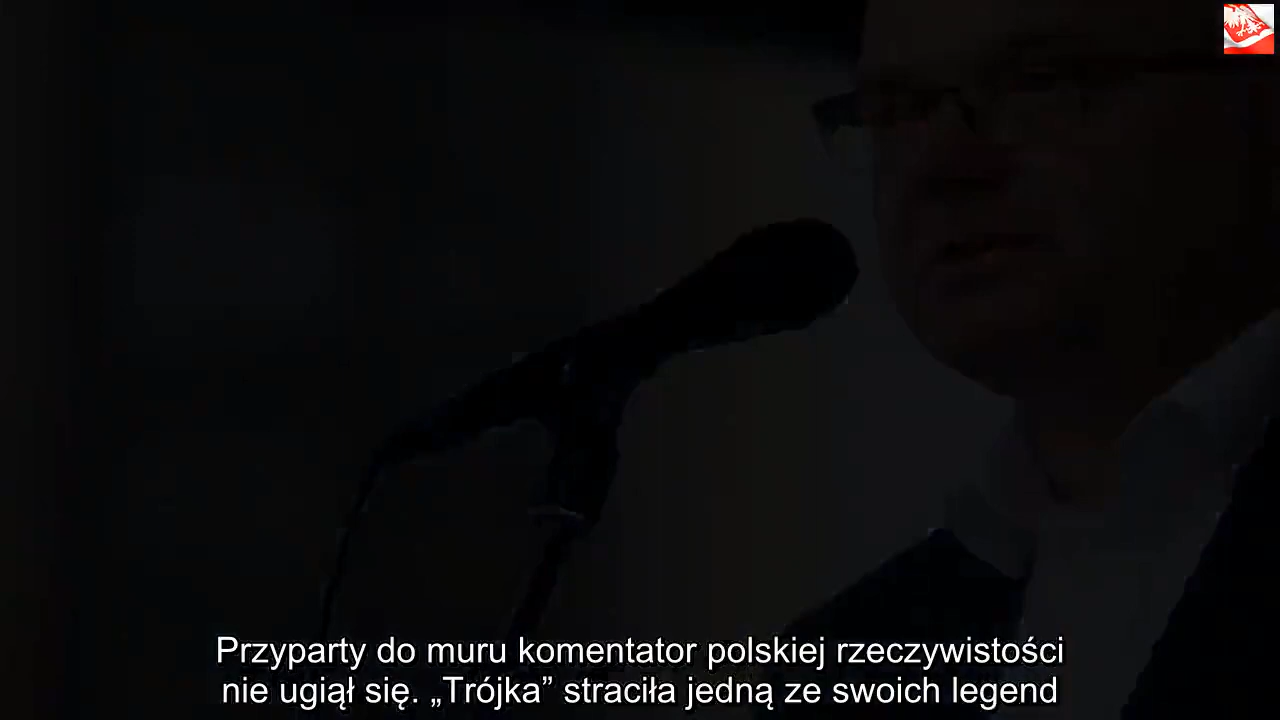 Przyparty do muru komentator polskiej rzeczywistości
nie ugiął się. „Trójka” straciła jedną ze swoich legend